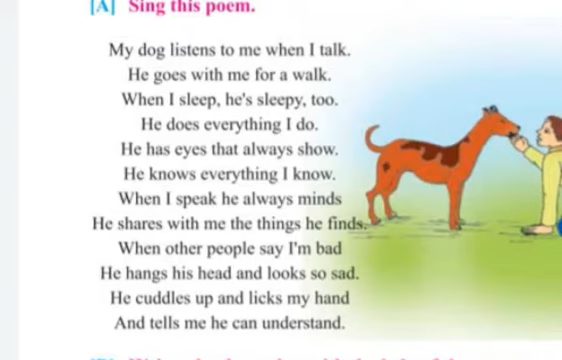 [A] Sing this poem.
My dog listens to me when I talk.
He goes with me for a walk.
When I sleep, he's sleepy, too.
He does everything I do.
He has eyes that always show.
He knows everything I know.
When I speak he always minds
He shares with me the things he finds.
When other people say I'm bad
He hangs his head and looks so sad.
He cuddles up and licks my hand
And tells me he can understand.